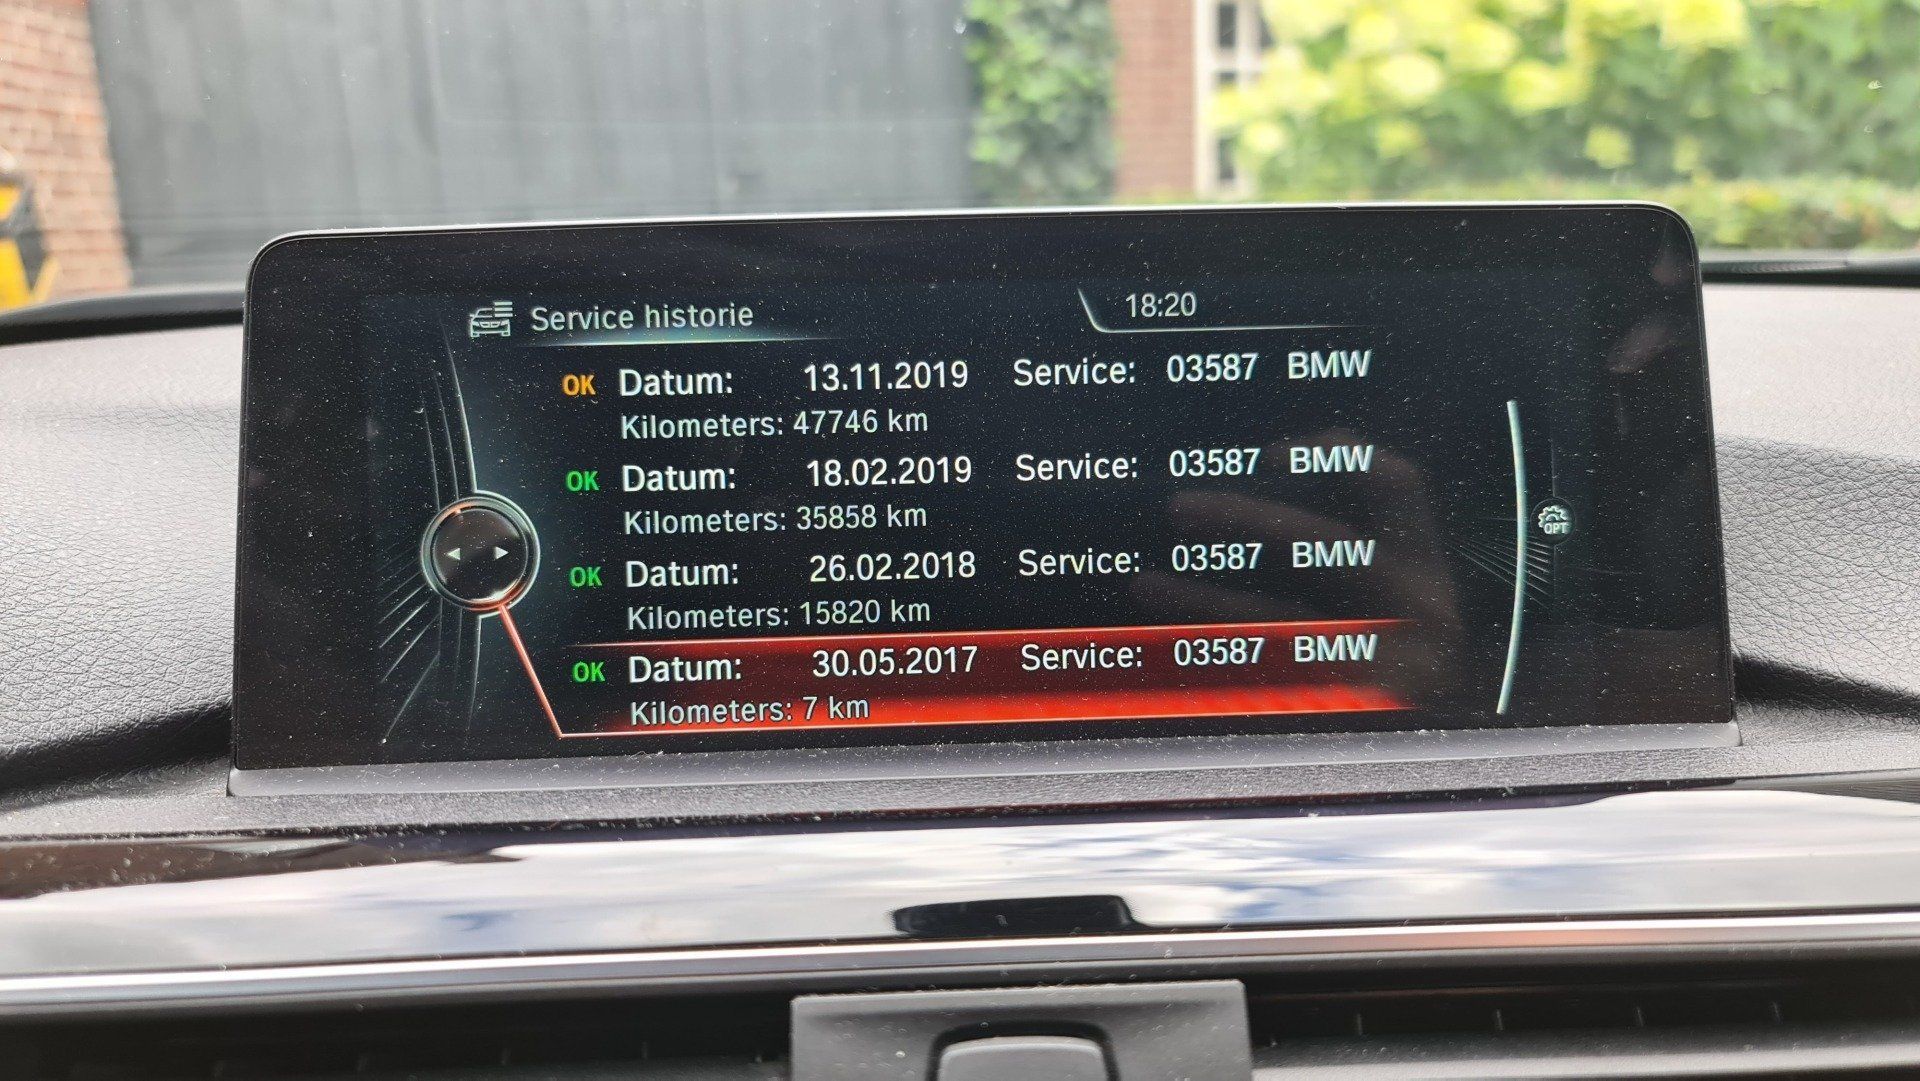 Service historie 18:20
OK Datum: 13.11.2019 Service: 03587 BMW
Kilometers: 47746 km
OK Datum: 18.02.2019 Service: 03587 BMW
Kilometers: 35858 km
OK Datum: 26.02.2018 Service: 03587 BMW
Kilometers: 15820 km
OPT
OK Datum: 30.05.2017 Service: 03587 BMW
Kilometers: 7 km